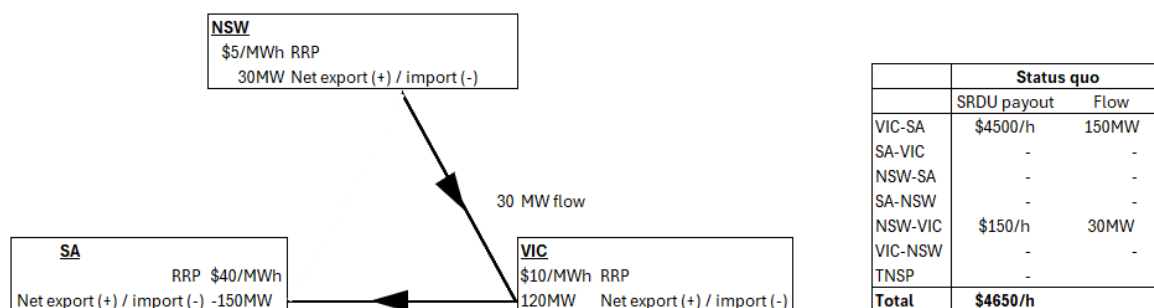 NSW
$5/MWh RRP
30MW Net export (+) / import (-)
30 MW flow
SA
RRP $40/MWh
Net export (+) / import (-) -150MW
VIC
$10/MWh RRP
120MW Net export (+) / import (-)
Status quo
SRDU payout Flow
VIC-SA $4500/h 150MW
SA-VIC - -
NSW-SA - -
SA-NSW - -
NSW-VIC $150/h 30MW
VIC-NSW - -
TNSP -
Total $4650/h